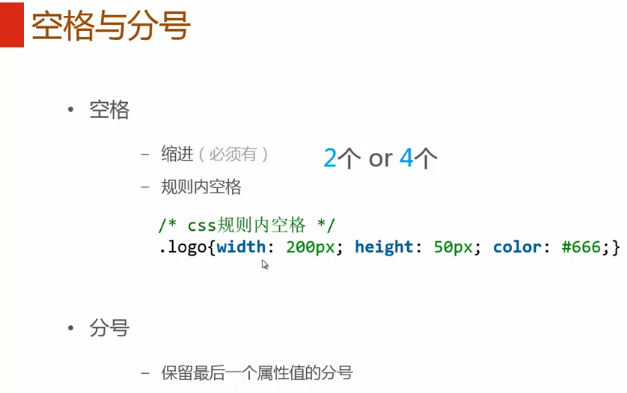 空格与分号
• 空格
– 缩进（必须有） 2个 or 4个
– 规则内空格
/* css规则内空格 */
.logo{width: 200px; height: 50px; color: #666;}
• 分号
– 保留最后一个属性值的分号